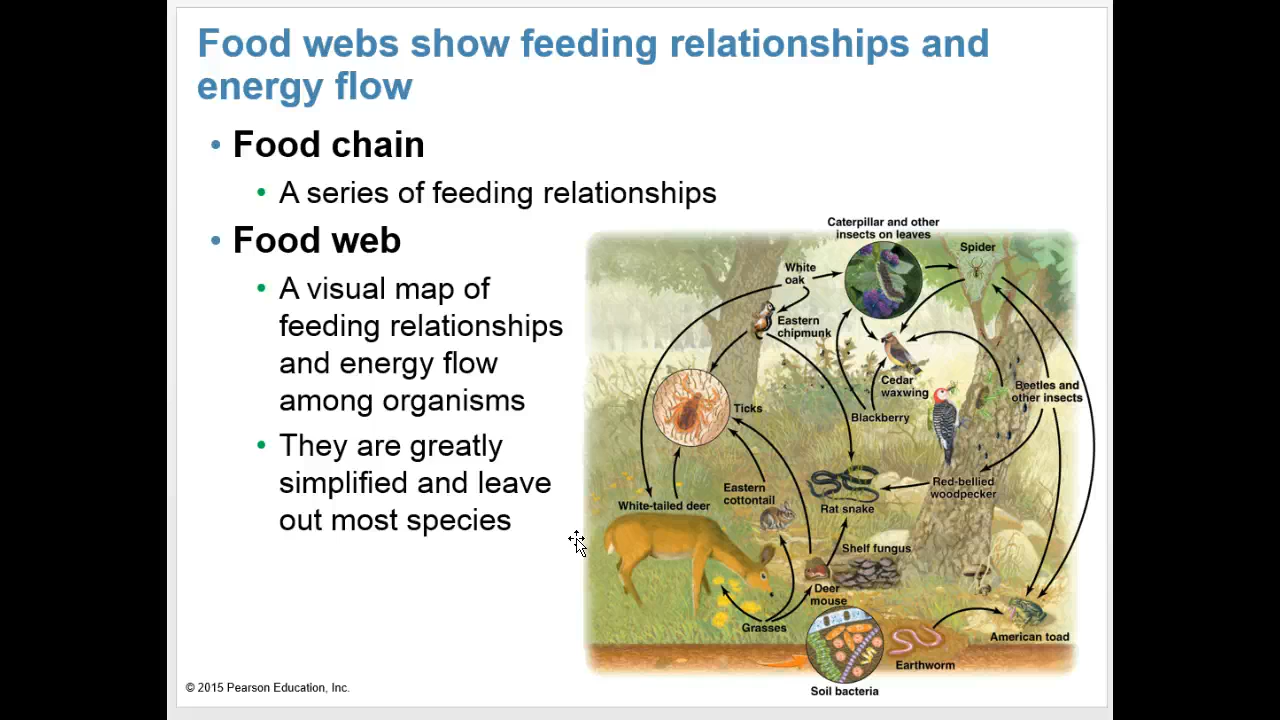 Food webs show feeding relationships and
energy flow
• Food chain
• A series of feeding relationships
• Food web
• A visual map of
feeding relationships
and energy flow
among organisms
• They are greatly
simplified and leave
out most species
Caterpillar and other
insects on leaves
Spider
White
oak
Eastern
chipmunk
Cedar
waxwing
Beetles and
other insects
Ticks
Blackberry
Eastern
cottontail
Red-bellied
woodpecker
White-tailed deer
Rat snake
Shelf fungus
Deer
mouse
Grasses
American toad
Earthworm
Soil bacteria
© 2015 Pearson Education, Inc.